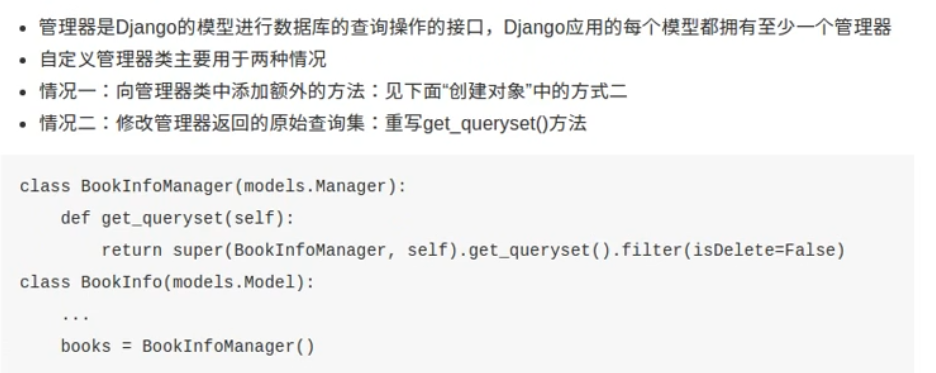 • 管理器是Django的模型进行数据库的查询操作的接口，Django应用的每个模型都拥有至少一个管理器
• 自定义管理器类主要用于两种情况
• 情况一：向管理器类中添加额外的方法：见下面“创建对象”中的方式二
• 情况二：修改管理器返回的原始查询集：重写get_queryset()方法
class BookInfoManager(models.Manager):
    def get_queryset(self):
        return super(BookInfoManager, self).get_queryset().filter(isDelete=False)
class BookInfo(models.Model):
    ...
    books = BookInfoManager()